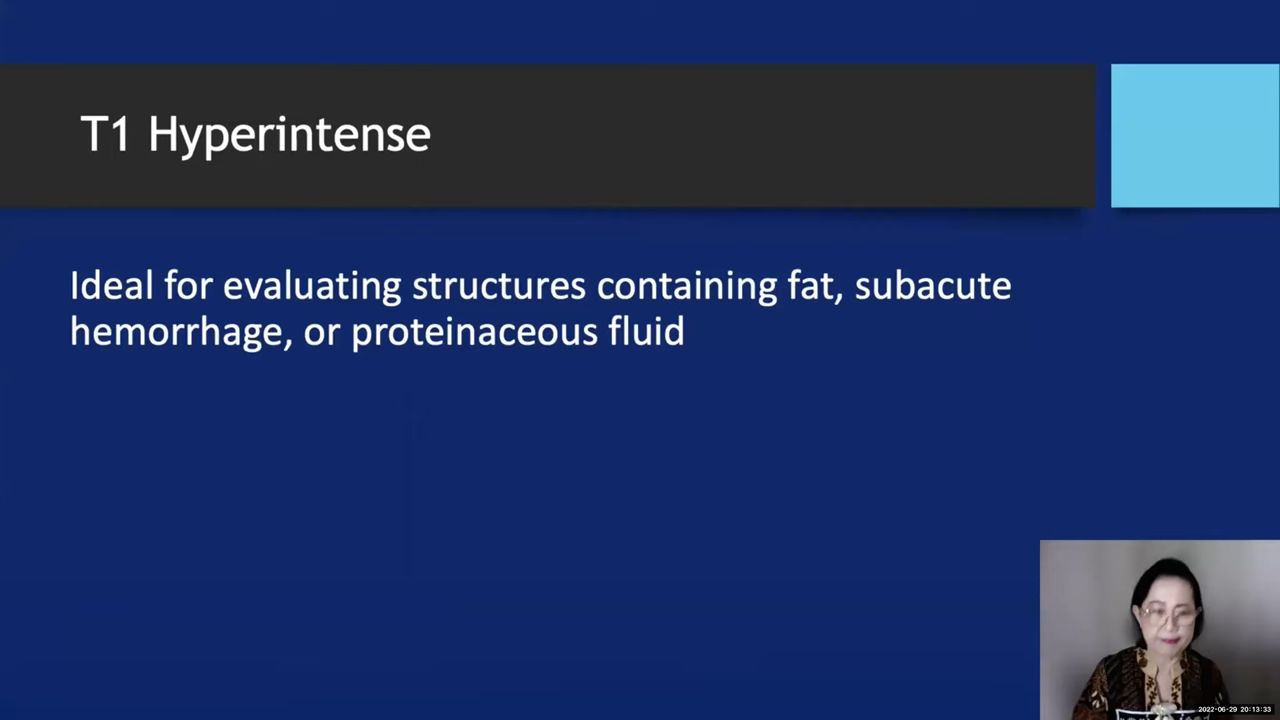 T1 Hyperintense
Ideal for evaluating structures containing fat, subacute
hemorrhage, or proteinaceous fluid
2022-06-29 20:13:33